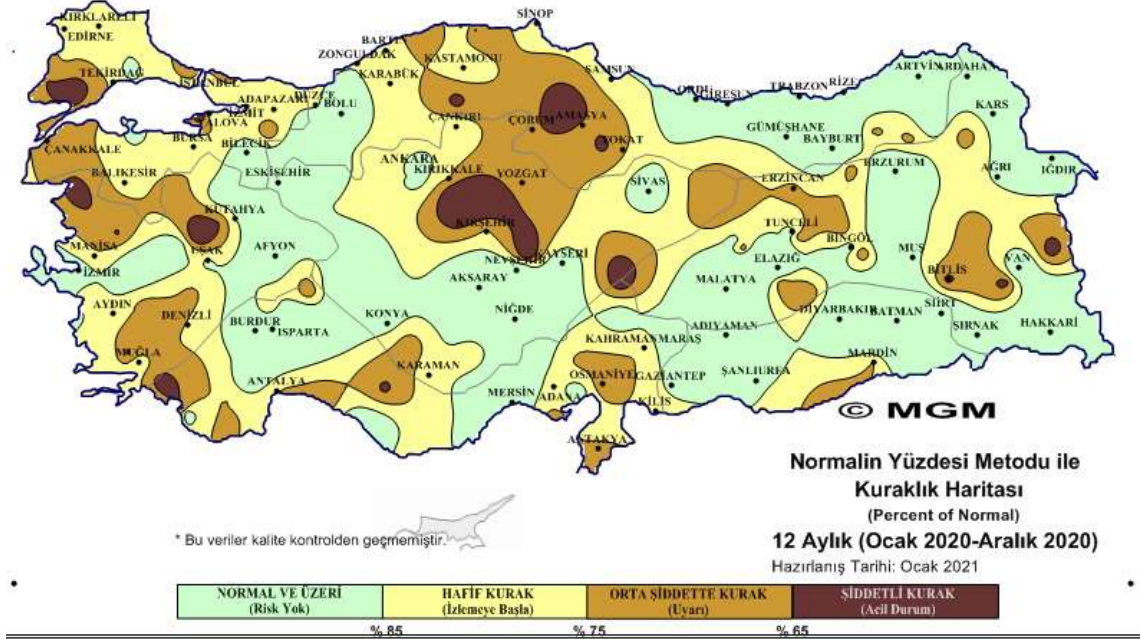 SİNOP
KIRKLARELİ
EDİRNE
BARTIN
ZONGULDAK
KASTAMONU
TEKİRDAĞ
İSTANBUL
KARABÜK
SAMSUN
ARTVİN
ARDAHAN
RİZE
TRABZON
ORDU
GİRESUN
DÜZCE
ADAPAZARI
BOLU
İZMİT
YALOVA
ÇANKIRI
ÇORUM
AMASYA
KARS
GÜMÜŞHANE
BAYBURT
TOKAT
BURSA
BİLECİK
ÇANAKKALE
ANKARA
KIRIKKALE
ERZURUM
AĞRI
IĞDIR
BALIKESİR
ESKİŞEHİR
YOZGAT
SİVAS
ERZİNCAN
KÜTAHYA
KIRŞEHİR
TUNCELİ
BİNGÖL
MUŞ
MANİSA
UŞAK
AFYON
KAYSERİ
NEVŞEHİR
ELAZIĞ
VAN
İZMİR
AKSARAY
MALATYA
BİTLİS
AYDIN
DENİZLİ
BURDUR
ISPARTA
KONYA
NİĞDE
ADIYAMAN
DİYARBAKIR
BATMAN
SİİRT
ŞIRNAK
HAKKARİ
KAHRAMANMARAŞ
MUĞLA
KARAMAN
OSMANİYE
GAZİANTEP
ŞANLIURFA
MARDİN
ANTALYA
MERSİN
ADANA
KİLİS
ANTAKYA
© MGM
Normalin Yüzdesi Metodu ile
Kuraklık Haritası
(Percent of Normal)
12 Aylık (Ocak 2020-Aralık 2020)
Hazırlanış Tarihi: Ocak 2021
* Bu veriler kalite kontrolden geçmemiştir.
NORMAL VE ÜZERİ HAFİF KURAK ORTA ŞİDDETTE KURAK ŞİDDETLİ KURAK
(Risk Yok) (İzlemeye Başla) (Uyarı) (Acil Durum)
% 85 % 75 % 65